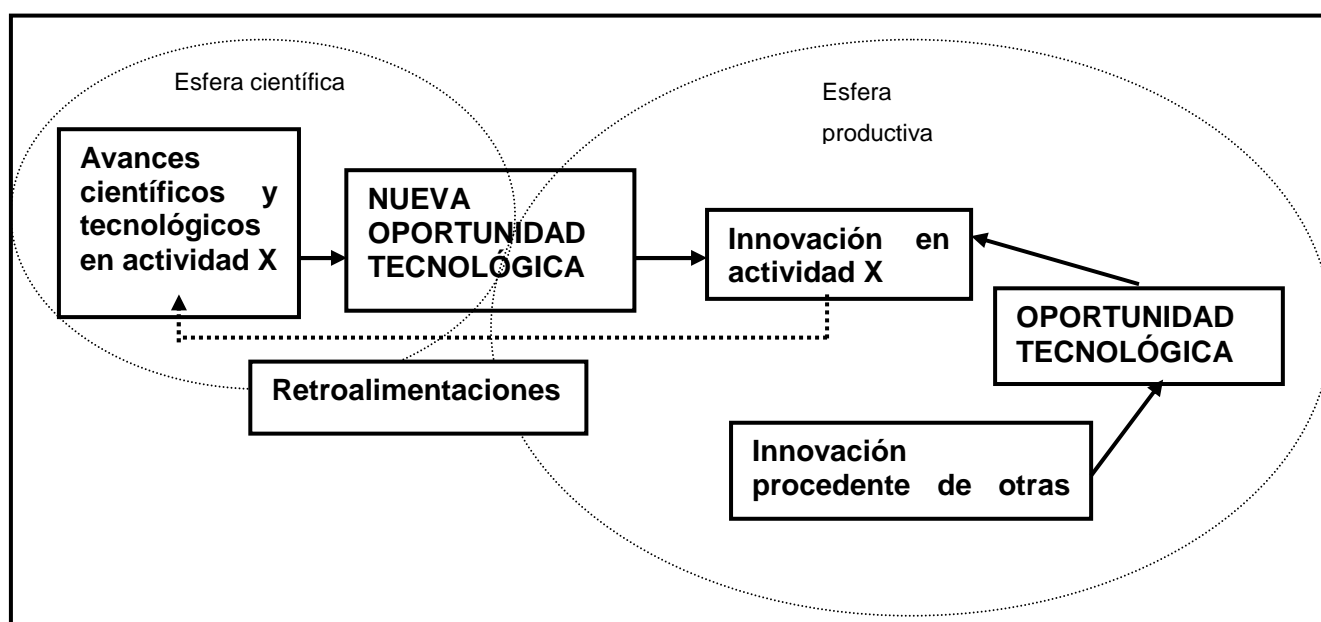 Esfera científica
Esfera
productiva
Avances
científicos y
tecnológicos
en actividad X
NUEVA
OPORTUNIDAD
TECNOLÓGICA
Innovación en
actividad X
OPORTUNIDAD
TECNOLÓGICA
Retroalimentaciones
Innovación
procedente de otras